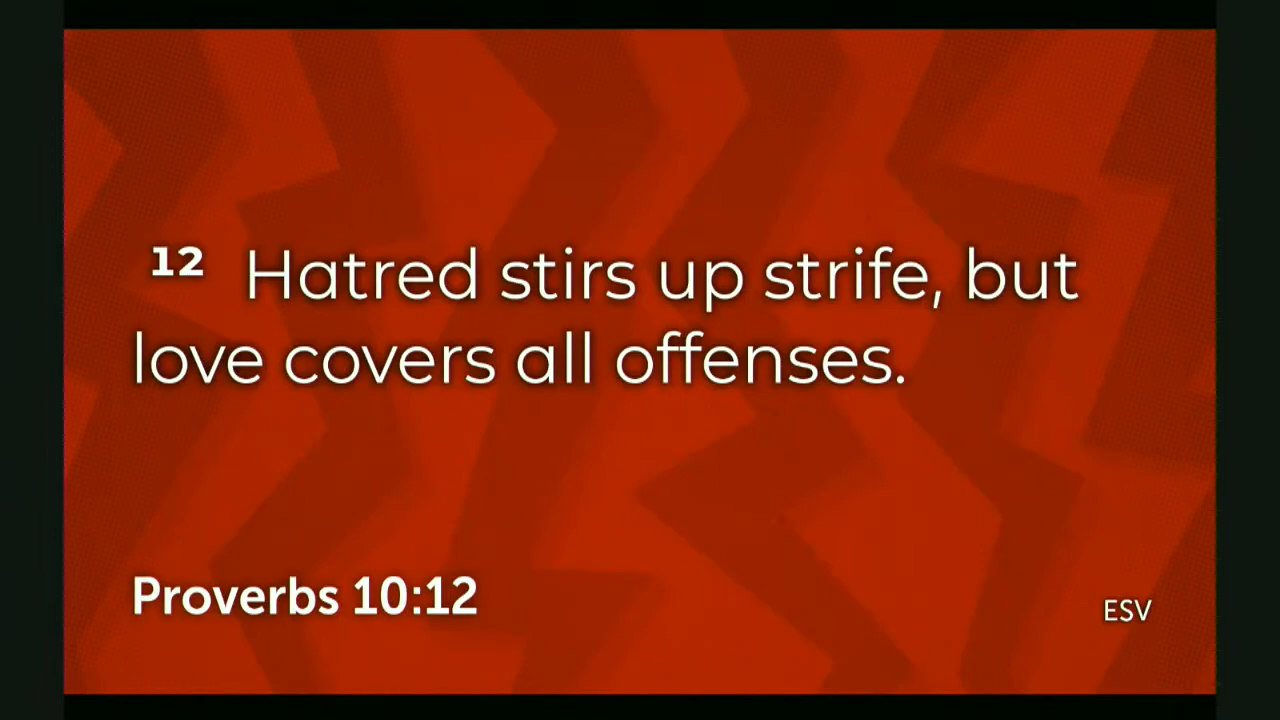 12 Hatred stirs up strife, but
love covers all offenses.
Proverbs 10:12
ESV